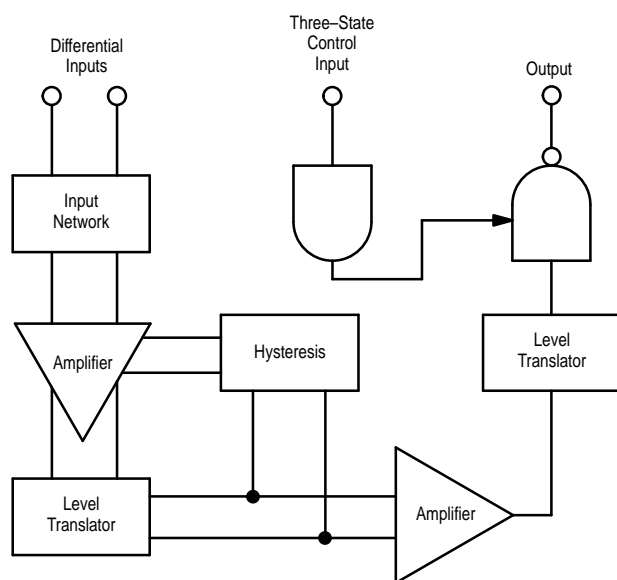 Differential
Inputs
Three–State
Control
Input
Output
Input
Network
Amplifier
Hysteresis
Level
Translator
Level
Translator
Amplifier